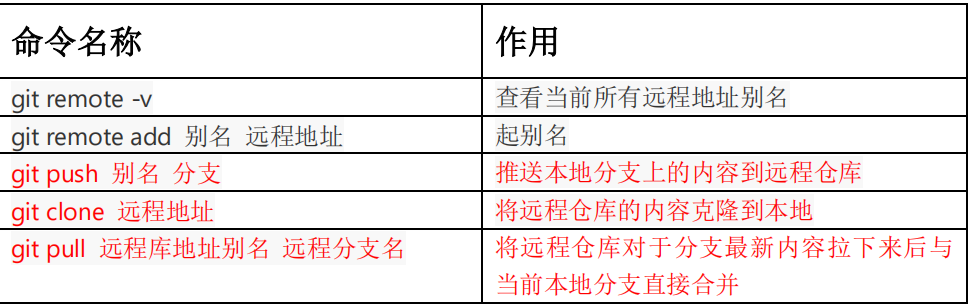 命令名称 作用
git remote -v 查看当前所有远程地址别名
git remote add 别名 远程地址 起别名
git push 别名 分支 推送本地分支上的内容到远程仓库
git clone 远程地址 将远程仓库的内容克隆到本地
git pull 远程库地址别名 远程分支名 将远程仓库对于分支最新内容拉下来后与
当前本地分支直接合并